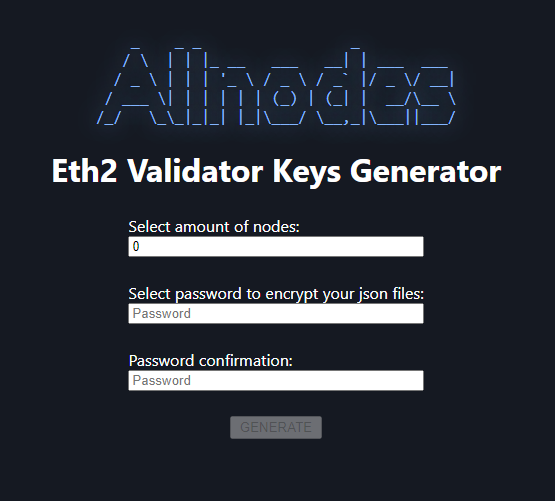 Allnodes
Eth2 Validator Keys Generator
Select amount of nodes:
0
Select password to encrypt your json files:
Password
Password confirmation:
Password
GENERATE